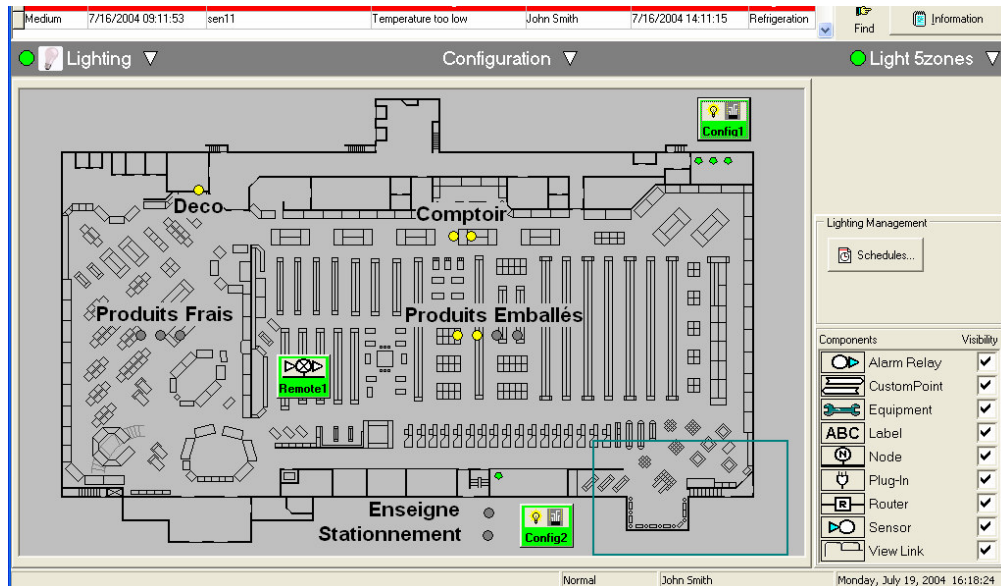 Medium 7/16/2004 09:11:53 sen11 Temperature too low John Smith 7/16/2004 14:11:15 Refrigeration
Find
Information
Lighting Configuration Light 5zones
Config1
Deco
Comptoir
Lighting Management
Schedules...
Produits Frais
Produits Emballés
Remote1
Components Visibility
Alarm Relay
CustomPoint
Equipment
ABC Label
N Node
Plug-In
R Router
Sensor
View Link
Enseigne
Stationnement
Config2
Normal John Smith Monday, July 19, 2004 16:18:24